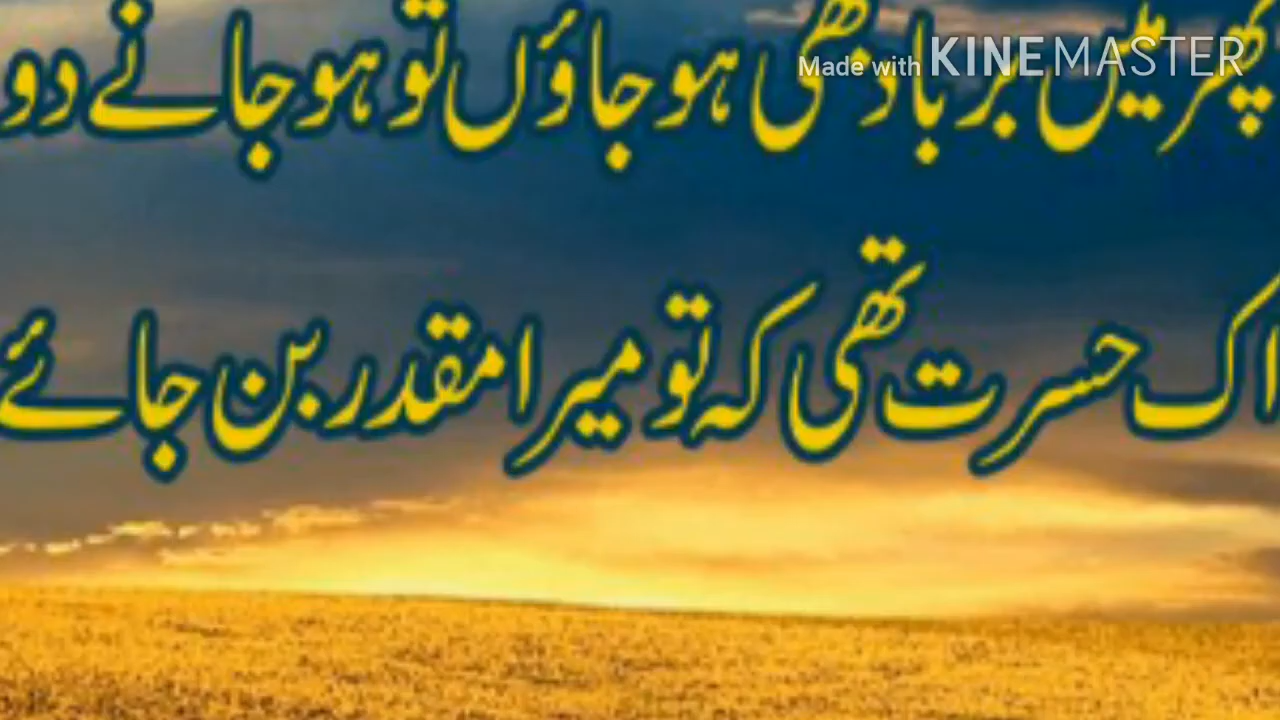 پھر میں برباد بھی ہو جاؤں تو ہو جانے دو
Made with KINEMASTER
اک حسرت تھی کہ تو میرا مقدر بن جائے